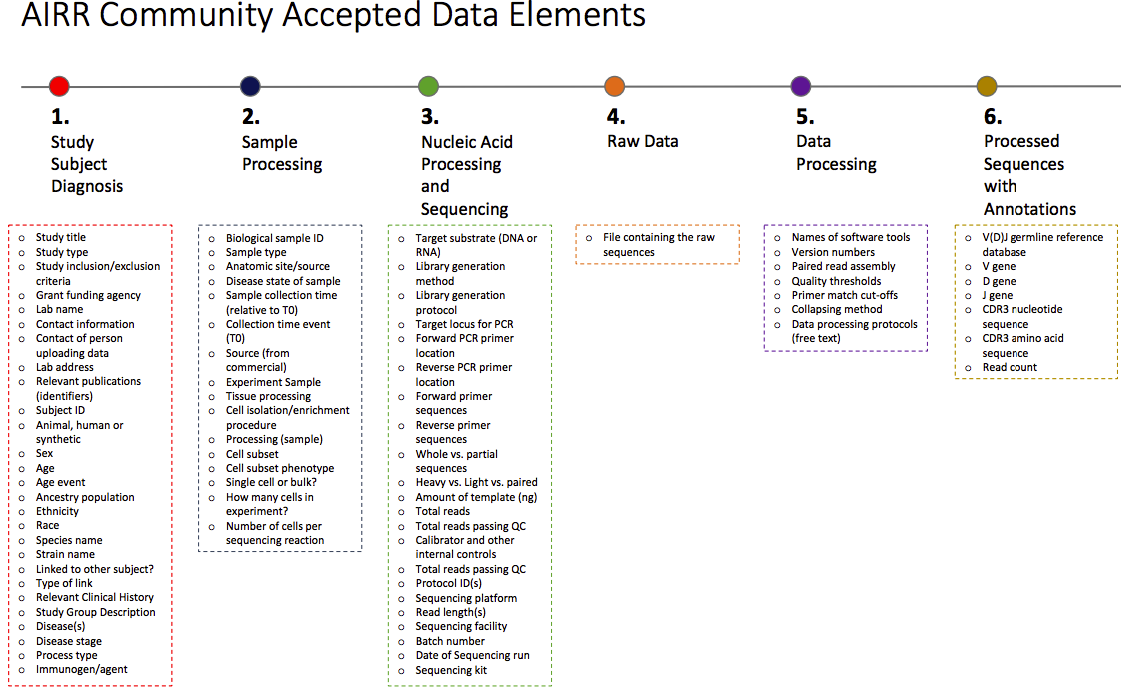 AIRR Community Accepted Data Elements
1.
Study
Subject
Diagnosis
2.
Sample
Processing
3.
Nucleic Acid
Processing
and
Sequencing
4.
Raw Data
5.
Data
Processing
6.
Processed
Sequences
with
Annotations
o Study title
o Study type
o Study inclusion/exclusion
criteria
o Grant funding agency
o Lab name
o Contact information
o Contact of person
uploading data
o Lab address
o Relevant publications
(identifiers)
o Subject ID
o Animal, human or
synthetic
o Sex
o Age
o Age event
o Ancestry population
o Ethnicity
o Race
o Species name
o Strain name
o Linked to other subject?
o Type of link
o Relevant Clinical History
o Study Group Description
o Disease(s)
o Disease stage
o Process type
o Immunogen/agent
o Biological sample ID
o Sample type
o Anatomic site/source
o Disease state of sample
o Sample collection time
(relative to T0)
o Collection time event
(T0)
o Source (from
commercial)
o Experiment Sample
o Tissue processing
o Cell isolation/enrichment
procedure
o Processing (sample)
o Cell subset
o Cell subset phenotype
o Single cell or bulk?
o How many cells in
experiment?
o Number of cells per
sequencing reaction
o Target substrate (DNA or
RNA)
o Library generation
method
o Library generation
protocol
o Target locus for PCR
o Forward PCR primer
location
o Reverse PCR primer
location
o Forward primer
sequences
o Reverse primer
sequences
o Whole vs. partial
sequences
o Heavy vs. Light vs. paired
o Amount of template (ng)
o Total reads
o Total reads passing QC
o Calibrator and other
internal controls
o Total reads passing QC
o Protocol ID(s)
o Sequencing platform
o Read length(s)
o Sequencing facility
o Batch number
o Date of Sequencing run
o Sequencing kit
o File containing the raw
sequences
o Names of software tools
o Version numbers
o Paired read assembly
o Quality thresholds
o Primer match cut-offs
o Collapsing method
o Data processing protocols
(free text)
o V(D)J germline reference
database
o V gene
o D gene
o J gene
o CDR3 nucleotide
sequence
o CDR3 amino acid
sequence
o Read count